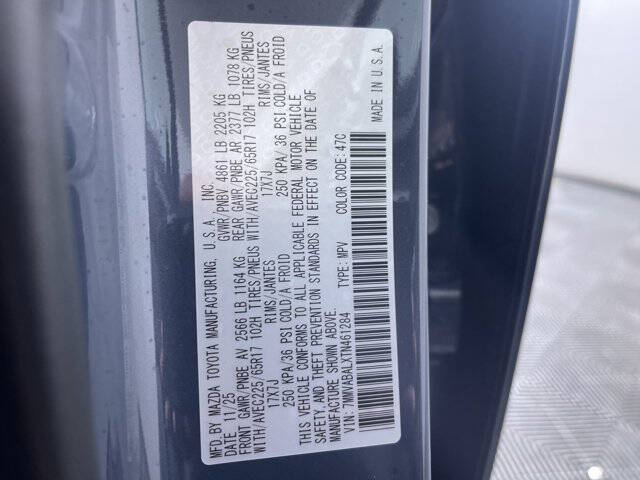 MFD. BY MAZDA TOYOTA MANUFACTURING, U.S.A., INC.
DATE 11/25 GVWR/PNBV 4861 LB 2205 KG
FRONT GAWR/PNBE AV 2566 LB 1164 KG REAR GAWR/PNBE AR 2377 LB 1078 KG
WITH/AVEC225/65R17 102H TIRES/PNEUS WITH/AVEC225/65R17 102H TIRES/PNEUS
17X7J RIMS/JANTES 17X7J RIMS/JANTES
250 KPA/36 PSI COLD/A FROID 250 KPA/36 PSI COLD/A FROID
THIS VEHICLE CONFORMS TO ALL APPLICABLE FEDERAL MOTOR VEHICLE
SAFETY, AND THEFT PREVENTION STANDARDS IN EFFECT ON THE DATE OF
MANUFACTURE SHOWN ABOVE.
VIN: 7MMVABALXTN461284 TYPE: MPV COLOR CODE: 47C MADE IN U.S.A.